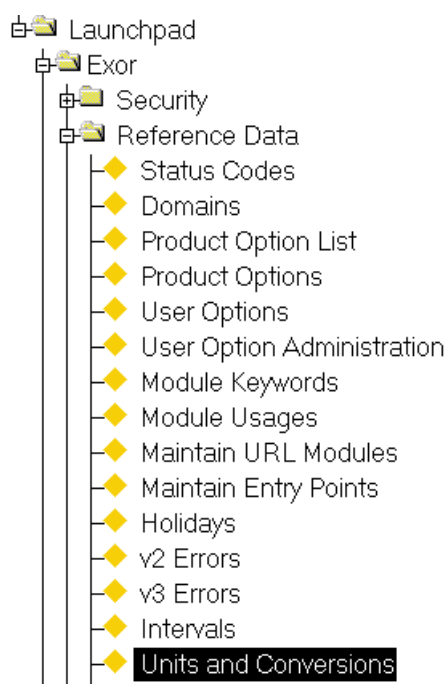 Launchpad
Exor
Security
Reference Data
Status Codes
Domains
Product Option List
Product Options
User Options
User Option Administration
Module Keywords
Module Usages
Maintain URL Modules
Maintain Entry Points
Holidays
v2 Errors
v3 Errors
Intervals
Units and Conversions